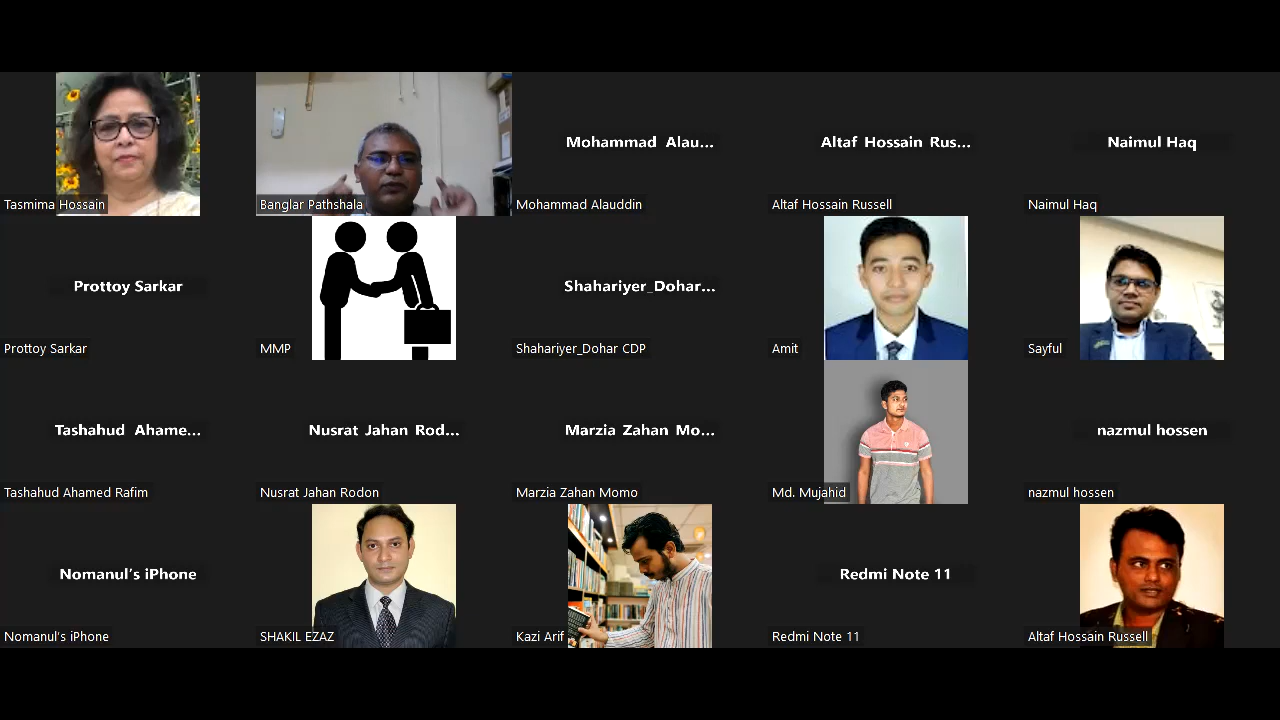 Tasmima Hossain
Banglar Pathshala
Mohammad Alau...
Mohammad Alauddin
Altaf Hossain Rus...
Altaf Hossain Russell
Naimul Haq
Naimul Haq
Prottoy Sarkar
Prottoy Sarkar
MMP
Shahariyer_Dohar...
Shahariyer_Dohar CDP
Amit
Sayful
Tashahud Ahame...
Tashahud Ahamed Rafim
Nusrat Jahan Rod...
Nusrat Jahan Rodon
Marzia Zahan Mo...
Marzia Zahan Momo
Md. Mujahid
nazmul hossen
nazmul hossen
Nomanul's iPhone
Nomanul's iPhone
SHAKIL EZAZ
Kazi Arif
Redmi Note 11
Redmi Note 11
Altaf Hossain Russell